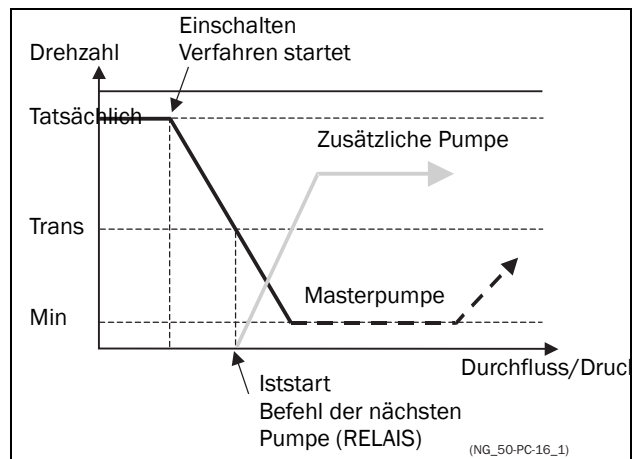 Einschalten
Verfahren startet
Drehzahl
Tatsächlich
Zusätzliche Pumpe
Trans
Masterpumpe
Min
Durchfluss/Druck
Iststart
Befehl der nächsten
Pumpe (RELAIS)
(NG_50-PC-16_1)